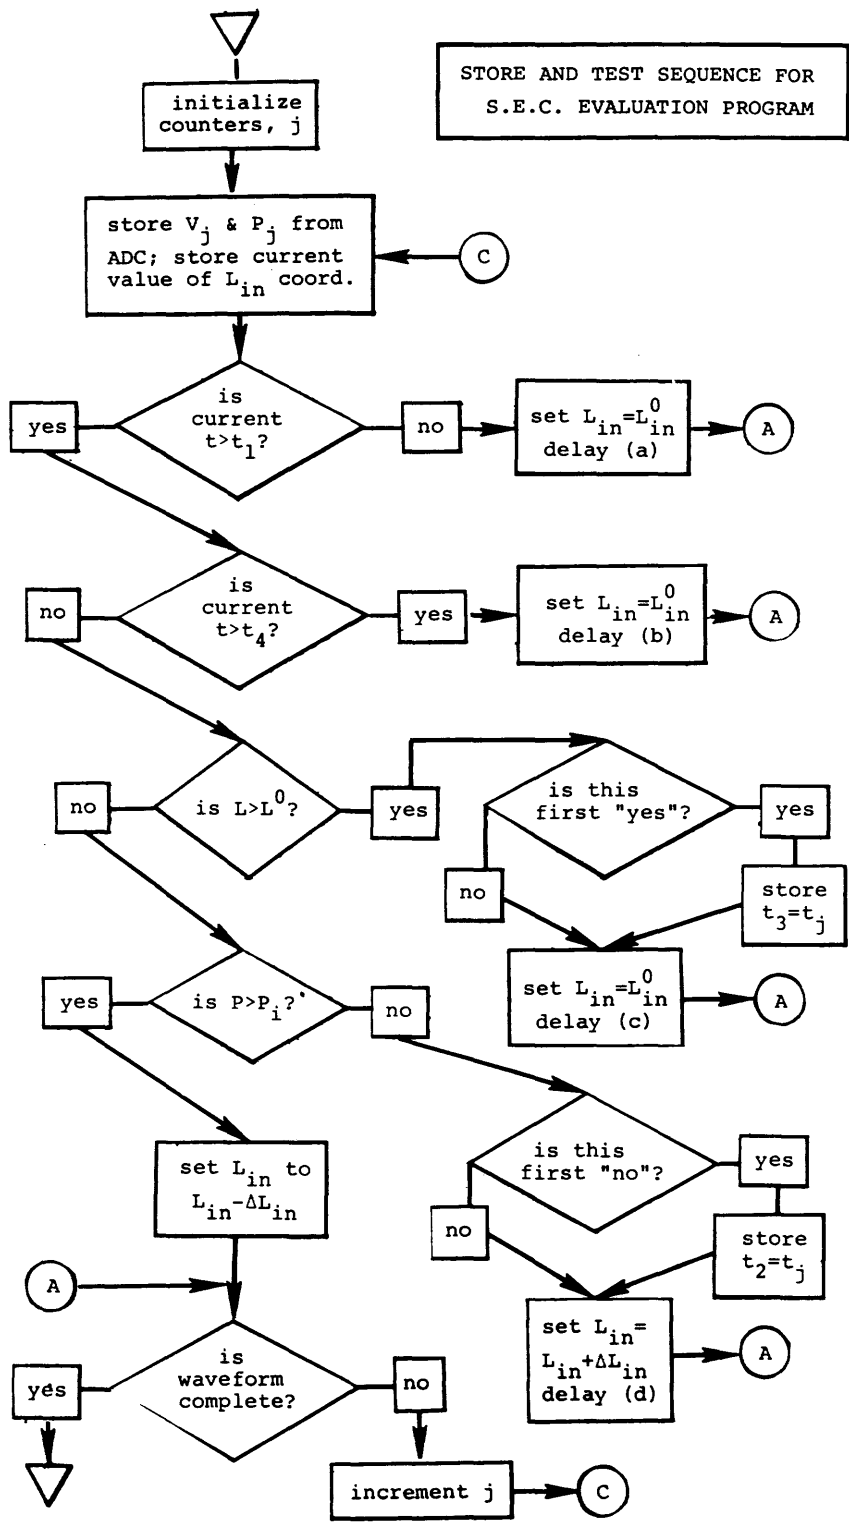 STORE AND TEST SEQUENCE FOR
S.E.C. EVALUATION PROGRAM
initialize
counters, j
store V_j & P_j from
ADC; store current
value of L_in coord.
C
is
current
t>t_1?
yes
no
set L_in=L^0_in
delay (a)
A
is
current
t>t_4?
no
yes
set L_in=L^0_in
delay (b)
A
is L>L^0?
no
yes
is this
first "yes"?
yes
no
store
t_3=t_j
set L_in=L^0_in
delay (c)
A
is P>P_i?
yes
no
is this
first "no"?
yes
no
store
t_2=t_j
set L_in=
L_in+ΔL_in
delay (d)
A
set L_in to
L_in-ΔL_in
A
is
waveform
complete?
yes
no
increment j
C